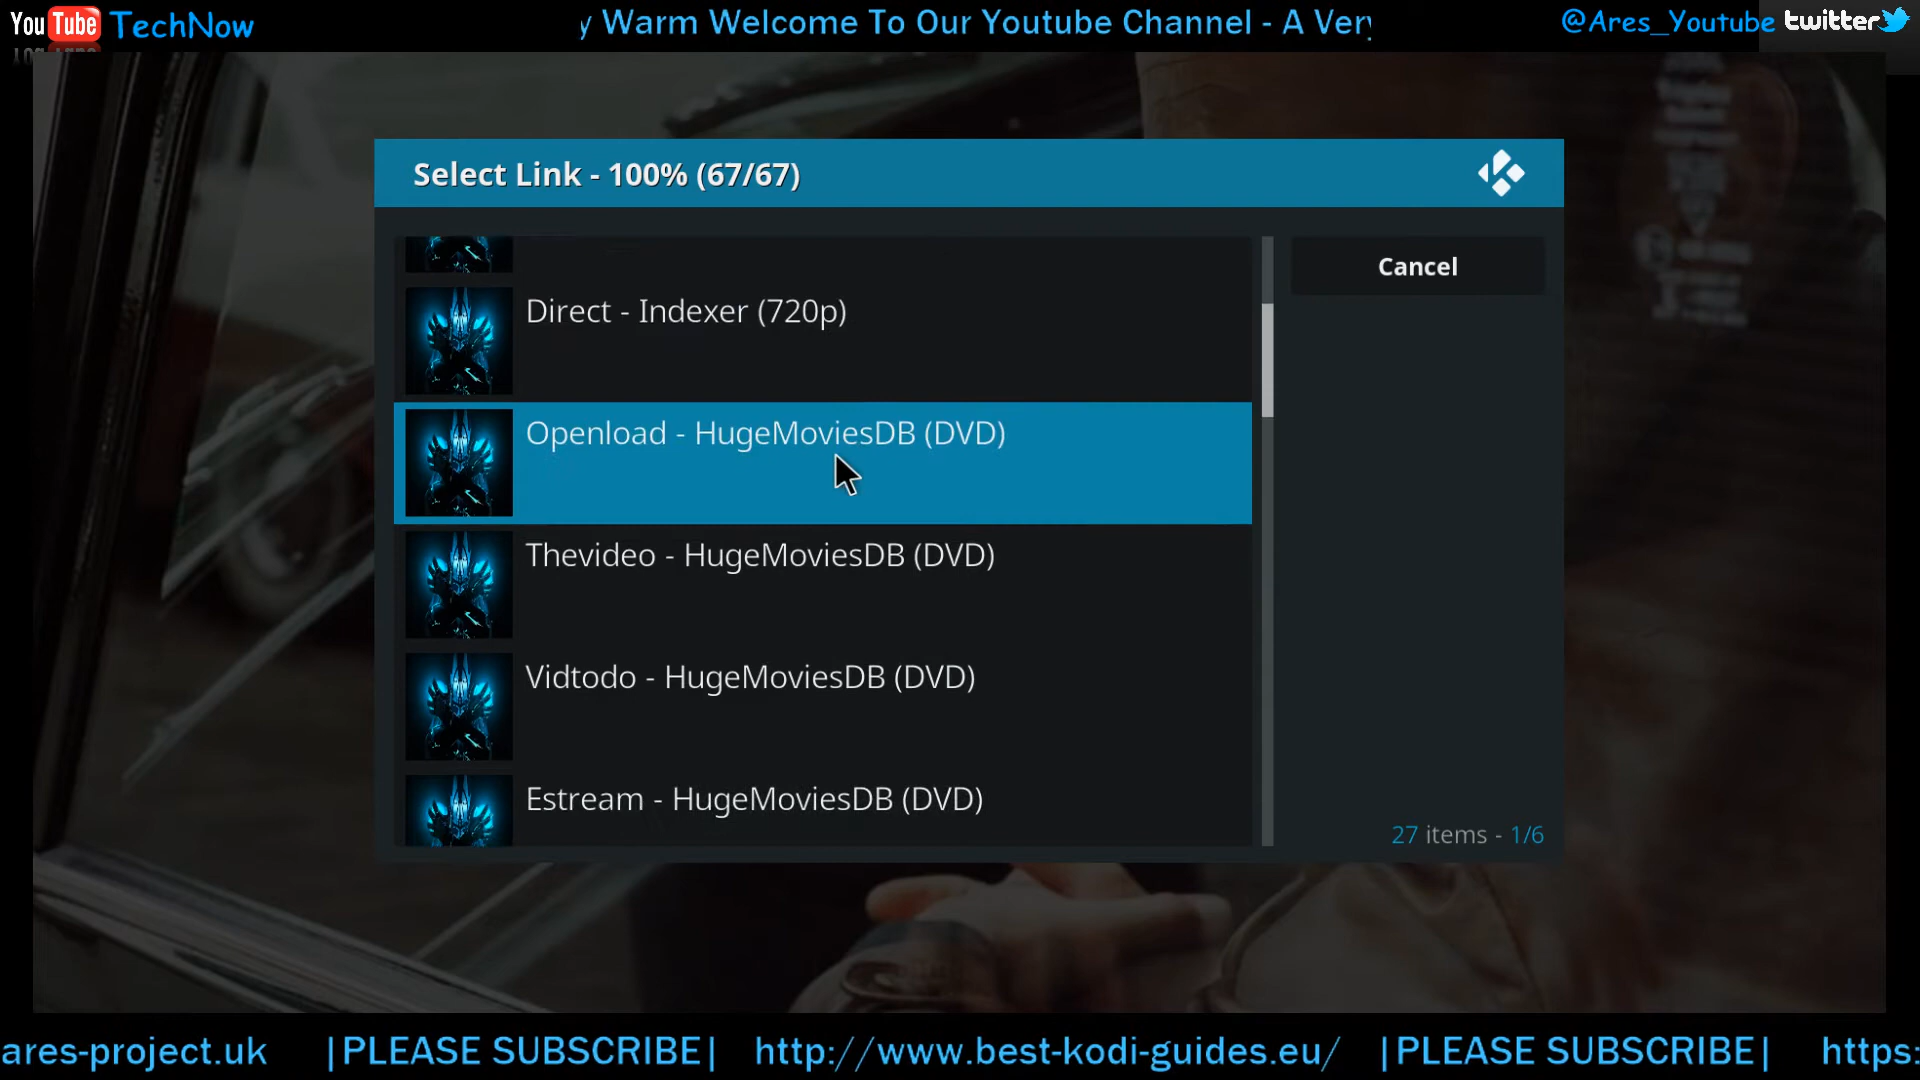 YouTube TechNow
y Warm Welcome To Our Youtube Channel - A Very
@Ares_Youtube twitter
Select Link - 100% (67/67)
Cancel
Direct - Indexer (720p)
Openload - HugeMoviesDB (DVD)
Thevideo - HugeMoviesDB (DVD)
Vidtodo - HugeMoviesDB (DVD)
Estream - HugeMoviesDB (DVD)
27 items - 1/6
ares-project.uk |PLEASE SUBSCRIBE| http://www.best-kodi-guides.eu/ |PLEASE SUBSCRIBE| https: